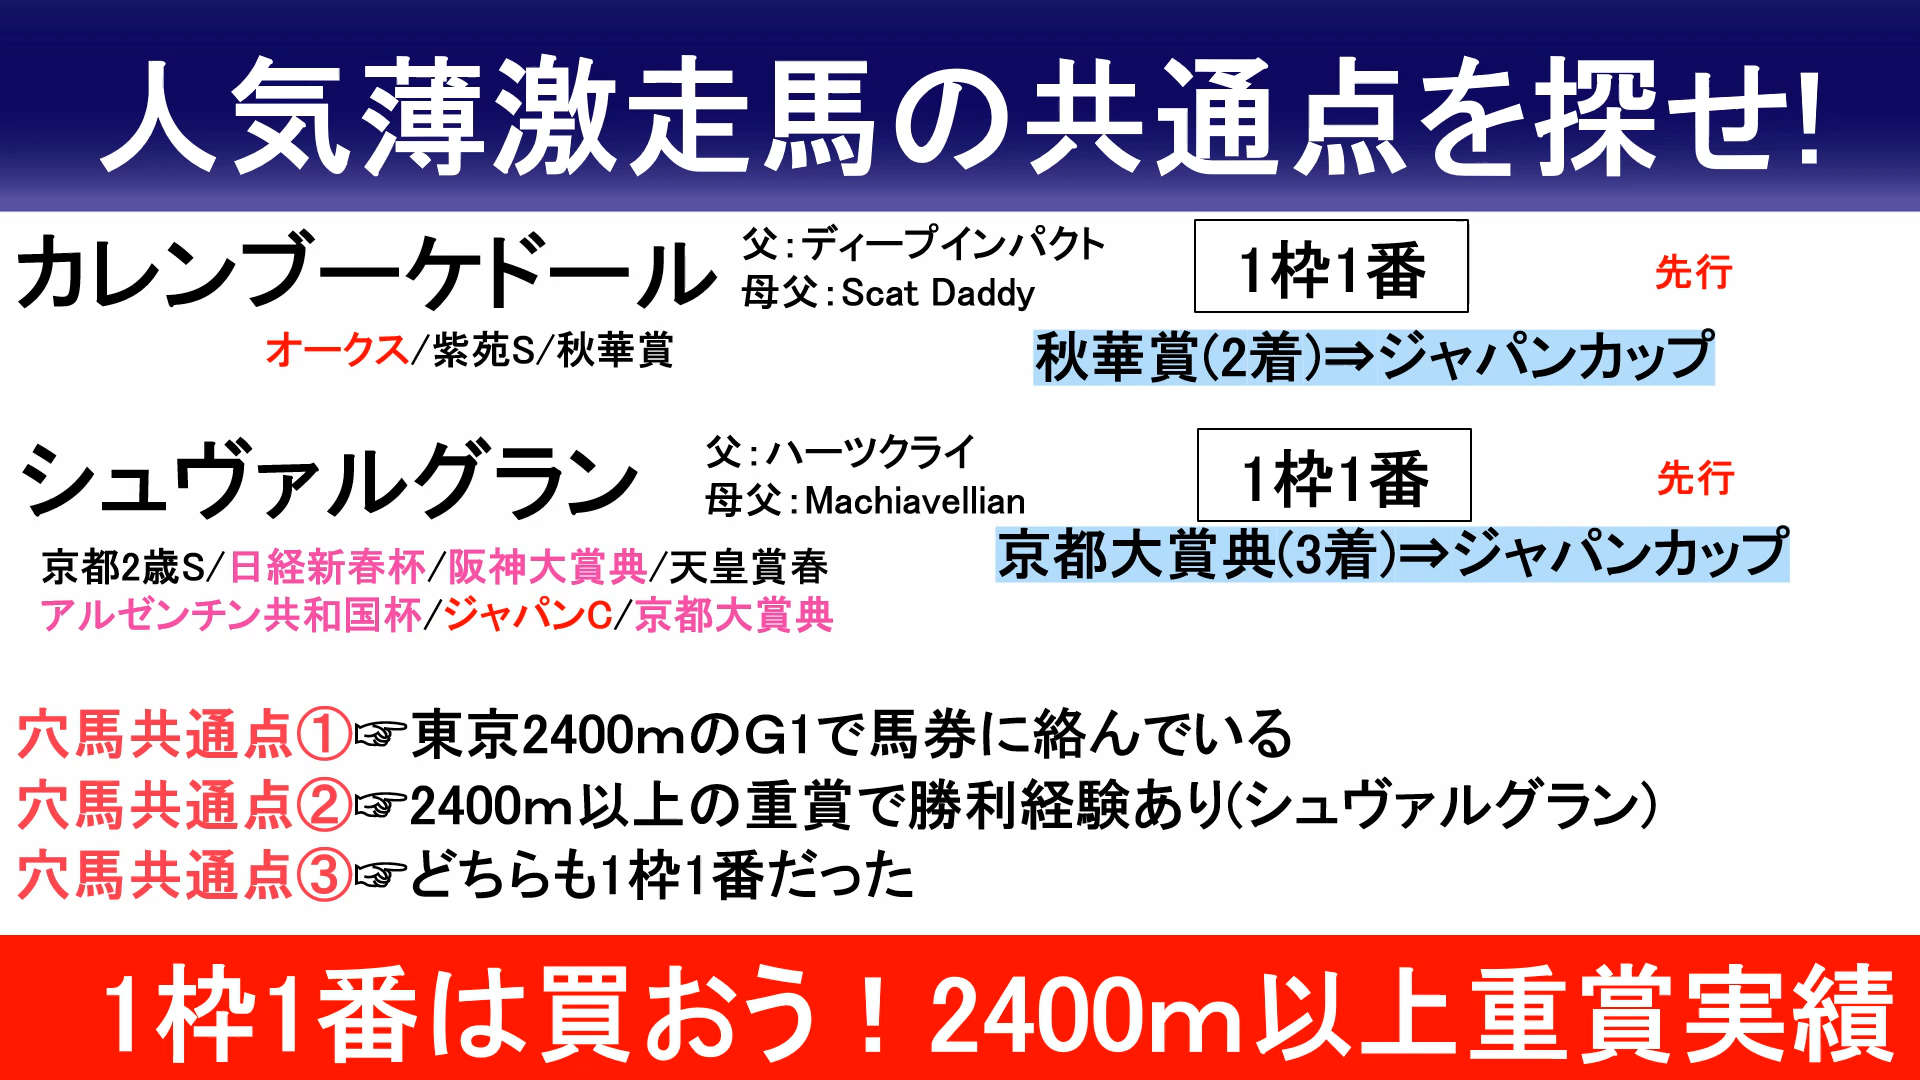 人気薄激走馬の共通点を探せ!
カレンブーケドール
父：ディープインパクト
母父：Scat Daddy
1枠1番
先行
オークス/紫苑S/秋華賞
秋華賞(2着)⇒ジャパンカップ
シュヴァルグラン
父：ハーツクライ
母父：Machiavellian
1枠1番
先行
京都大賞典(3着)⇒ジャパンカップ
京都2歳S/日経新春杯/阪神大賞典/天皇賞春
アルゼンチン共和国杯/ジャパンC/京都大賞典
穴馬共通点①☞東京2400mのG1で馬券に絡んでいる
穴馬共通点②☞2400m以上の重賞で勝利経験あり(シュヴァルグラン)
穴馬共通点③☞どちらも1枠1番だった
1枠1番は買おう！2400m以上重賞実績